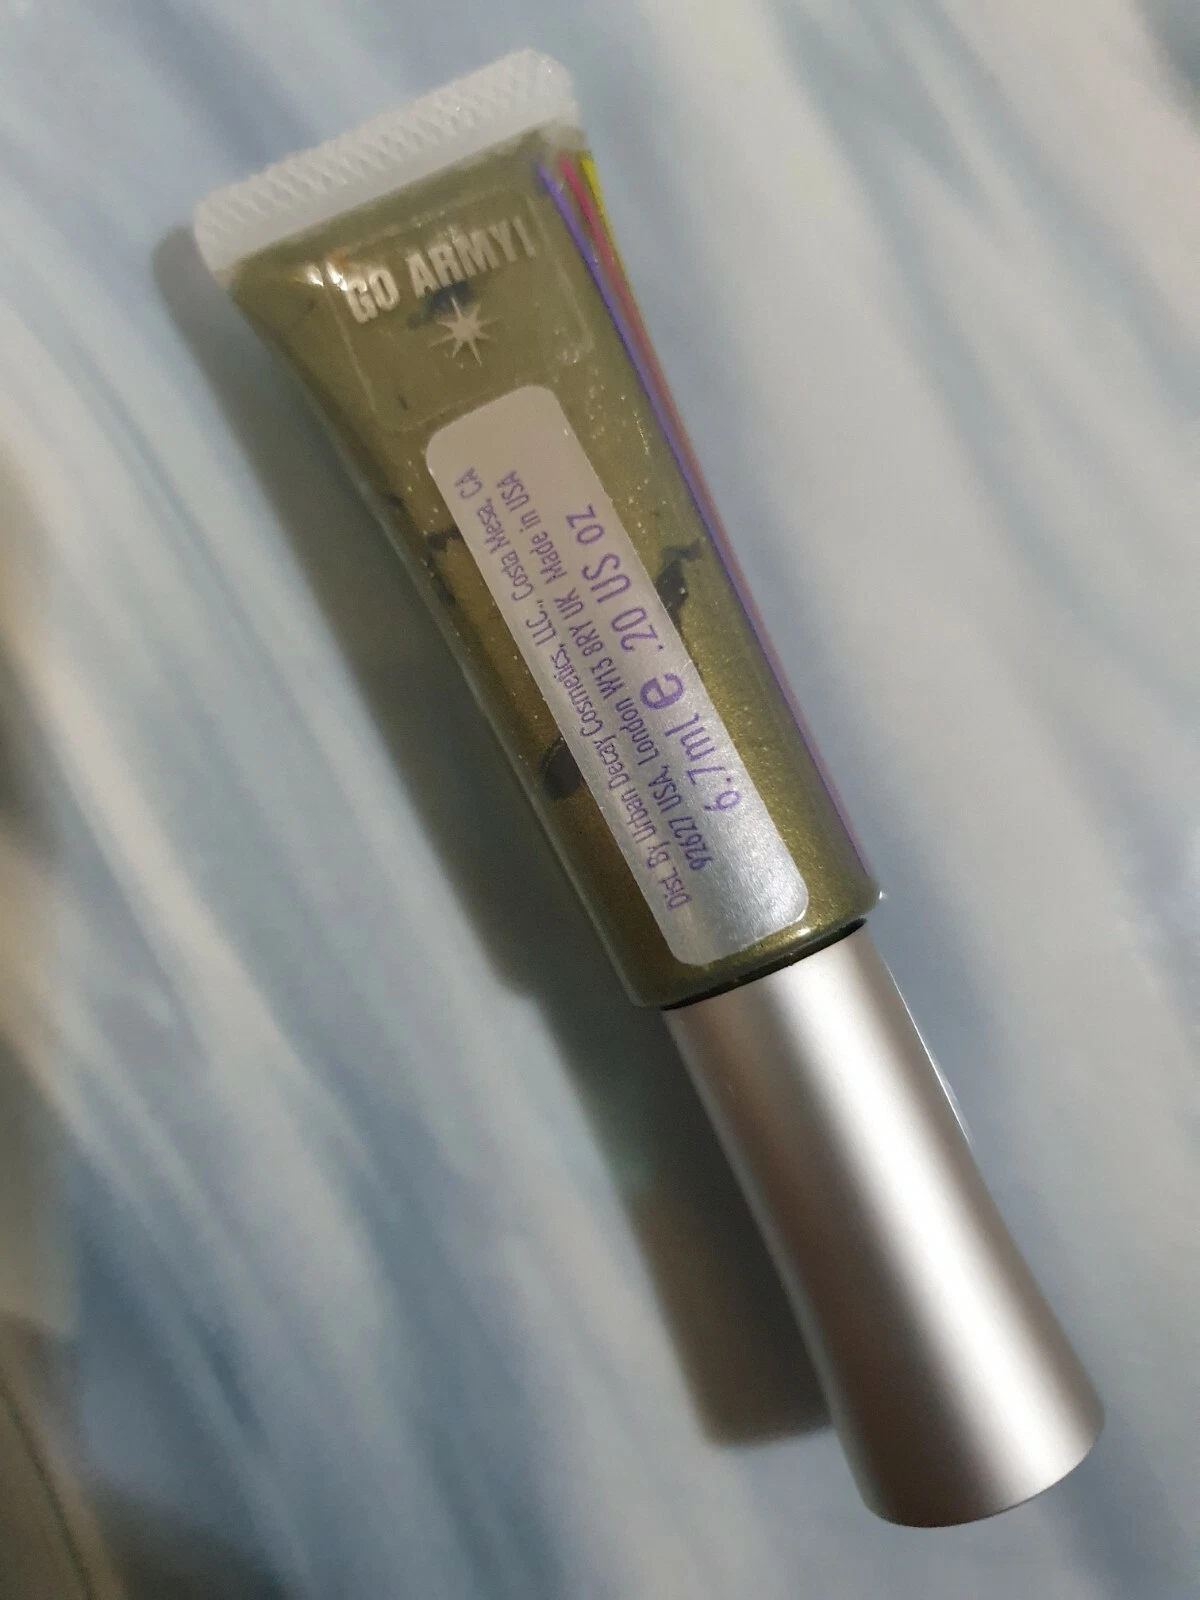 GO ARMY!
Dist. By Urban Decay Cosmetics, LLC., Costa Mesa, CA
92627 USA, London W13 8RY UK Made in USA
6.7ml e .20 US OZ